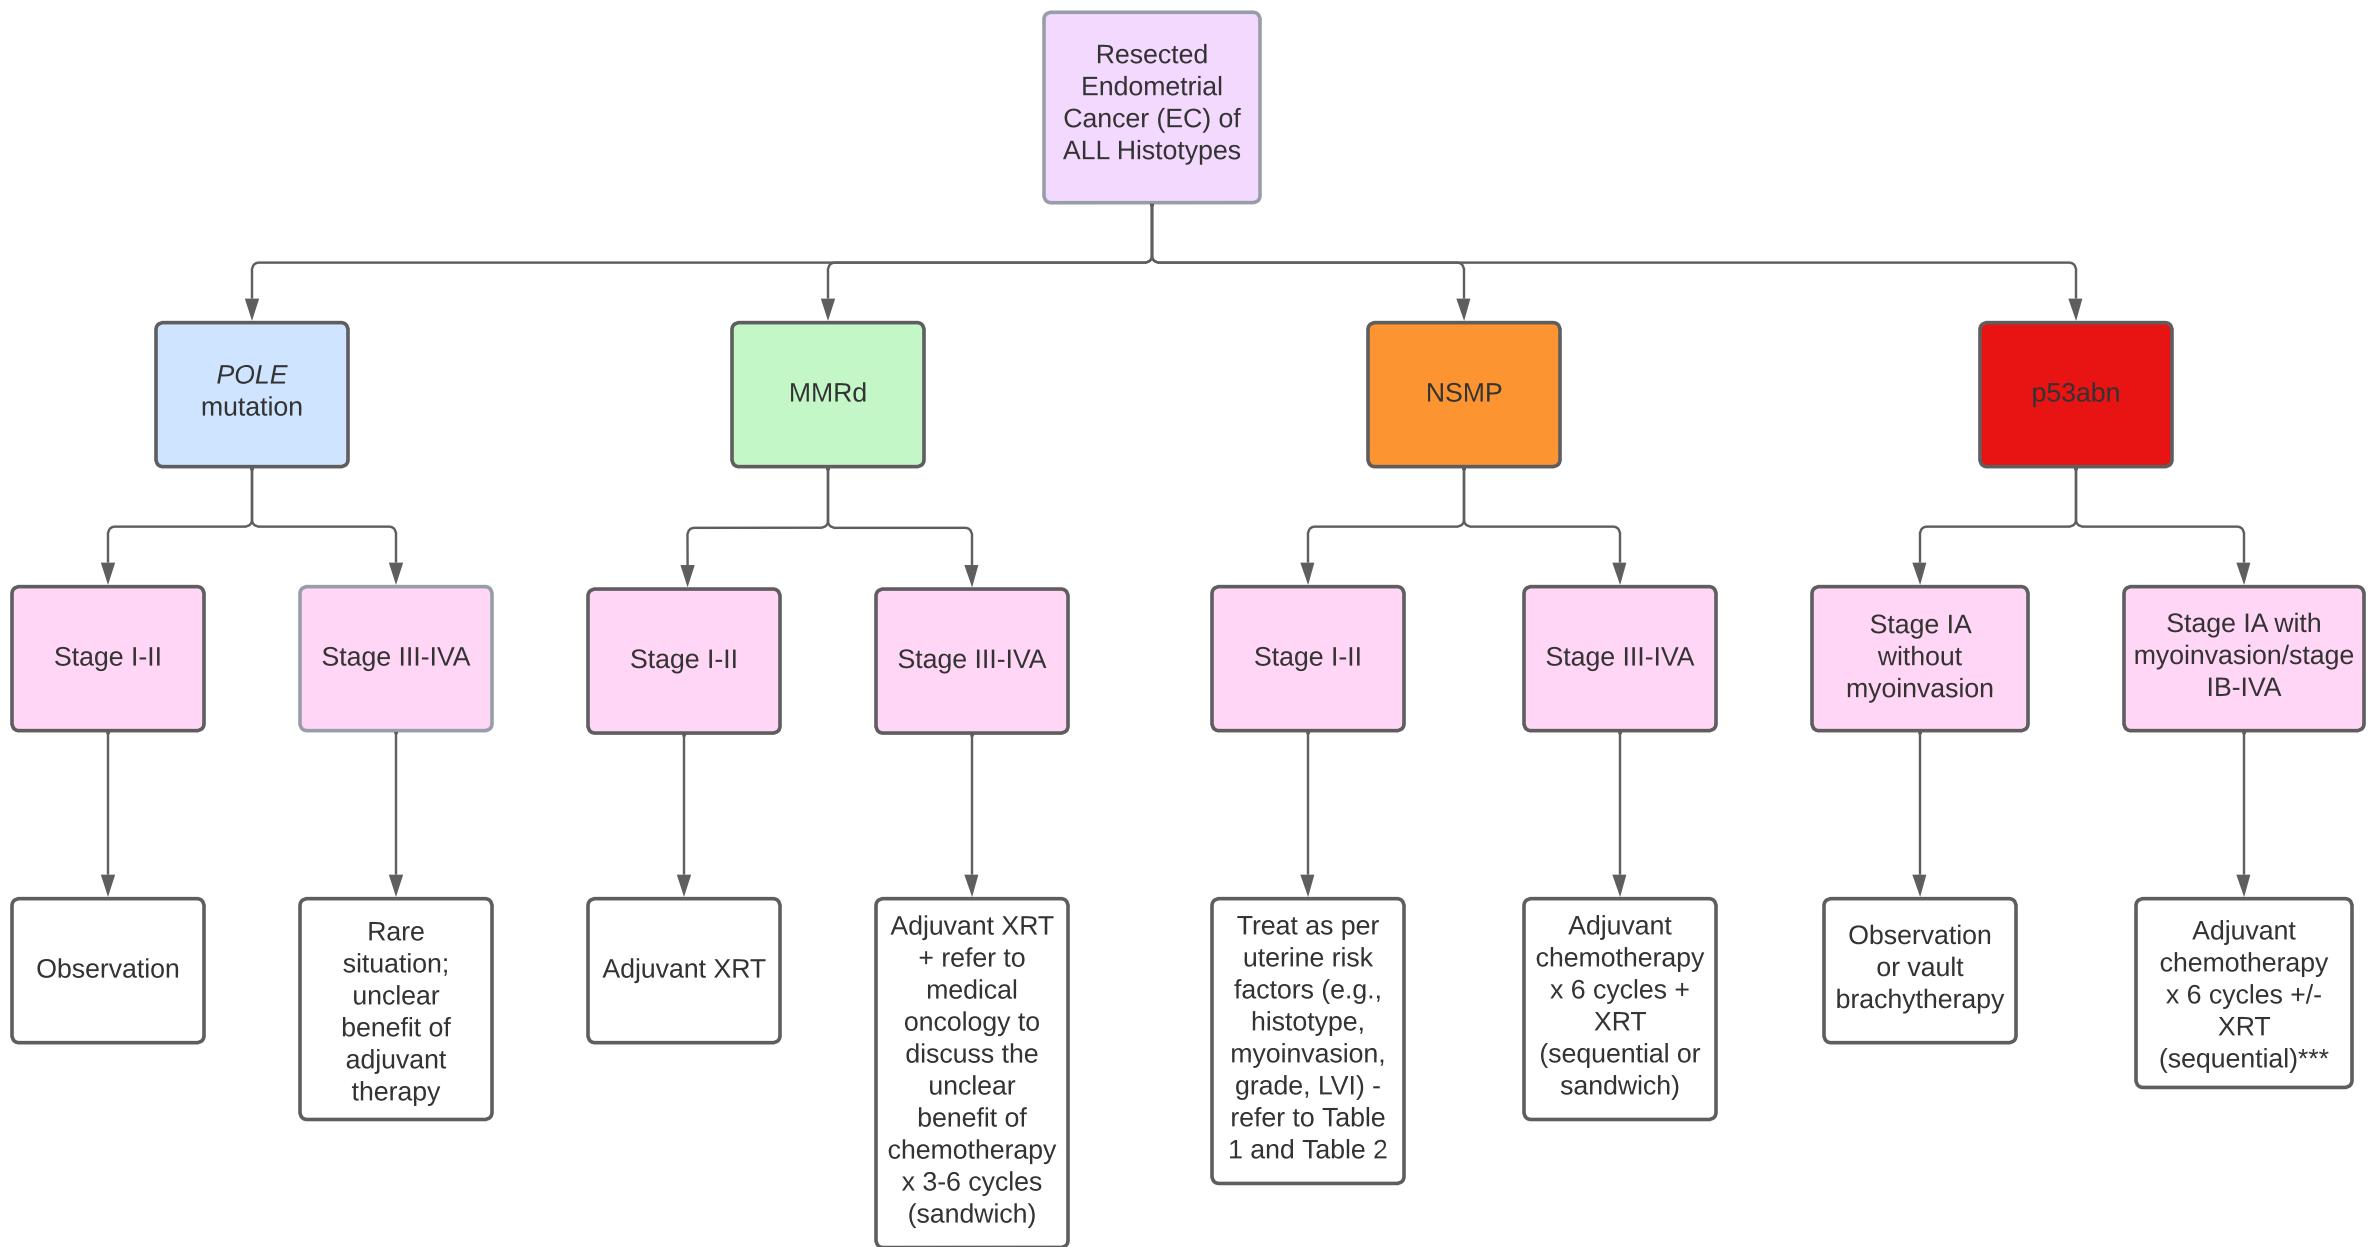 Resected
Endometrial
Cancer (EC) of
ALL Histotypes
POLE
mutation
MMRd
NSMP
p53abn
Stage I-II
Stage III-IVA
Stage I-II
Stage III-IVA
Stage I-II
Stage III-IVA
Stage IA
without
myoinvasion
Stage IA with
myoinvasion/stage
IB-IVA
Observation
Rare
situation;
unclear
benefit of
adjuvant
therapy
Adjuvant XRT
Adjuvant XRT
+ refer to
medical
oncology to
discuss the
unclear
benefit of
chemotherapy
x 3-6 cycles
(sandwich)
Treat as per
uterine risk
factors (e.g.,
histotype,
myoinvasion,
grade, LVI) -
refer to Table
1 and Table 2
Adjuvant
chemotherapy
x 6 cycles +
XRT
(sequential or
sandwich)
Observation
or vault
brachytherapy
Adjuvant
chemotherapy
x 6 cycles +/-
XRT
(sequential)***